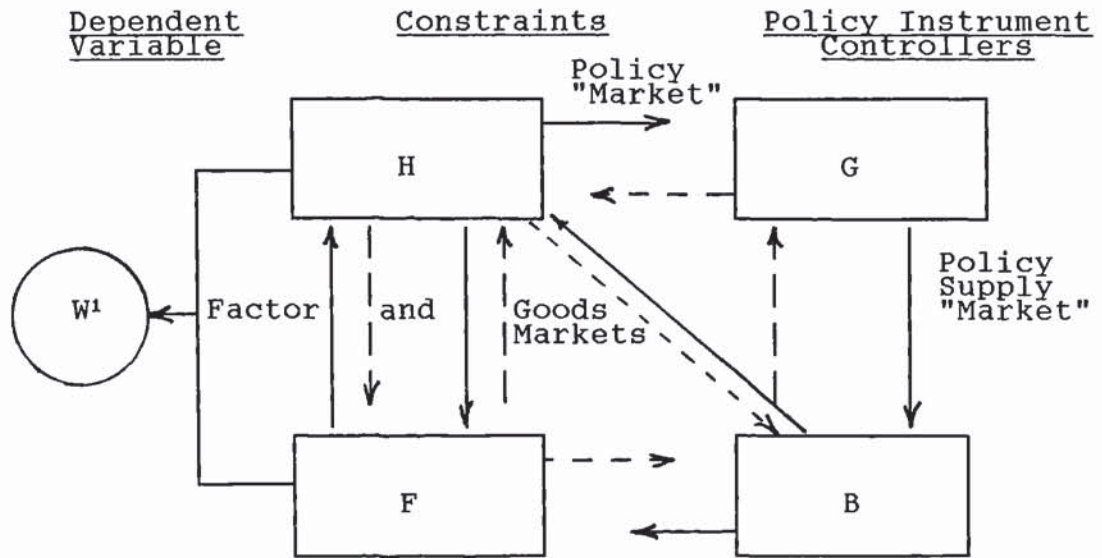 Dependent
Variable
Constraints
Policy Instrument
Controllers
Policy
"Market"
H
G
W¹
Factor
and
Goods
Markets
Policy
Supply
"Market"
F
B